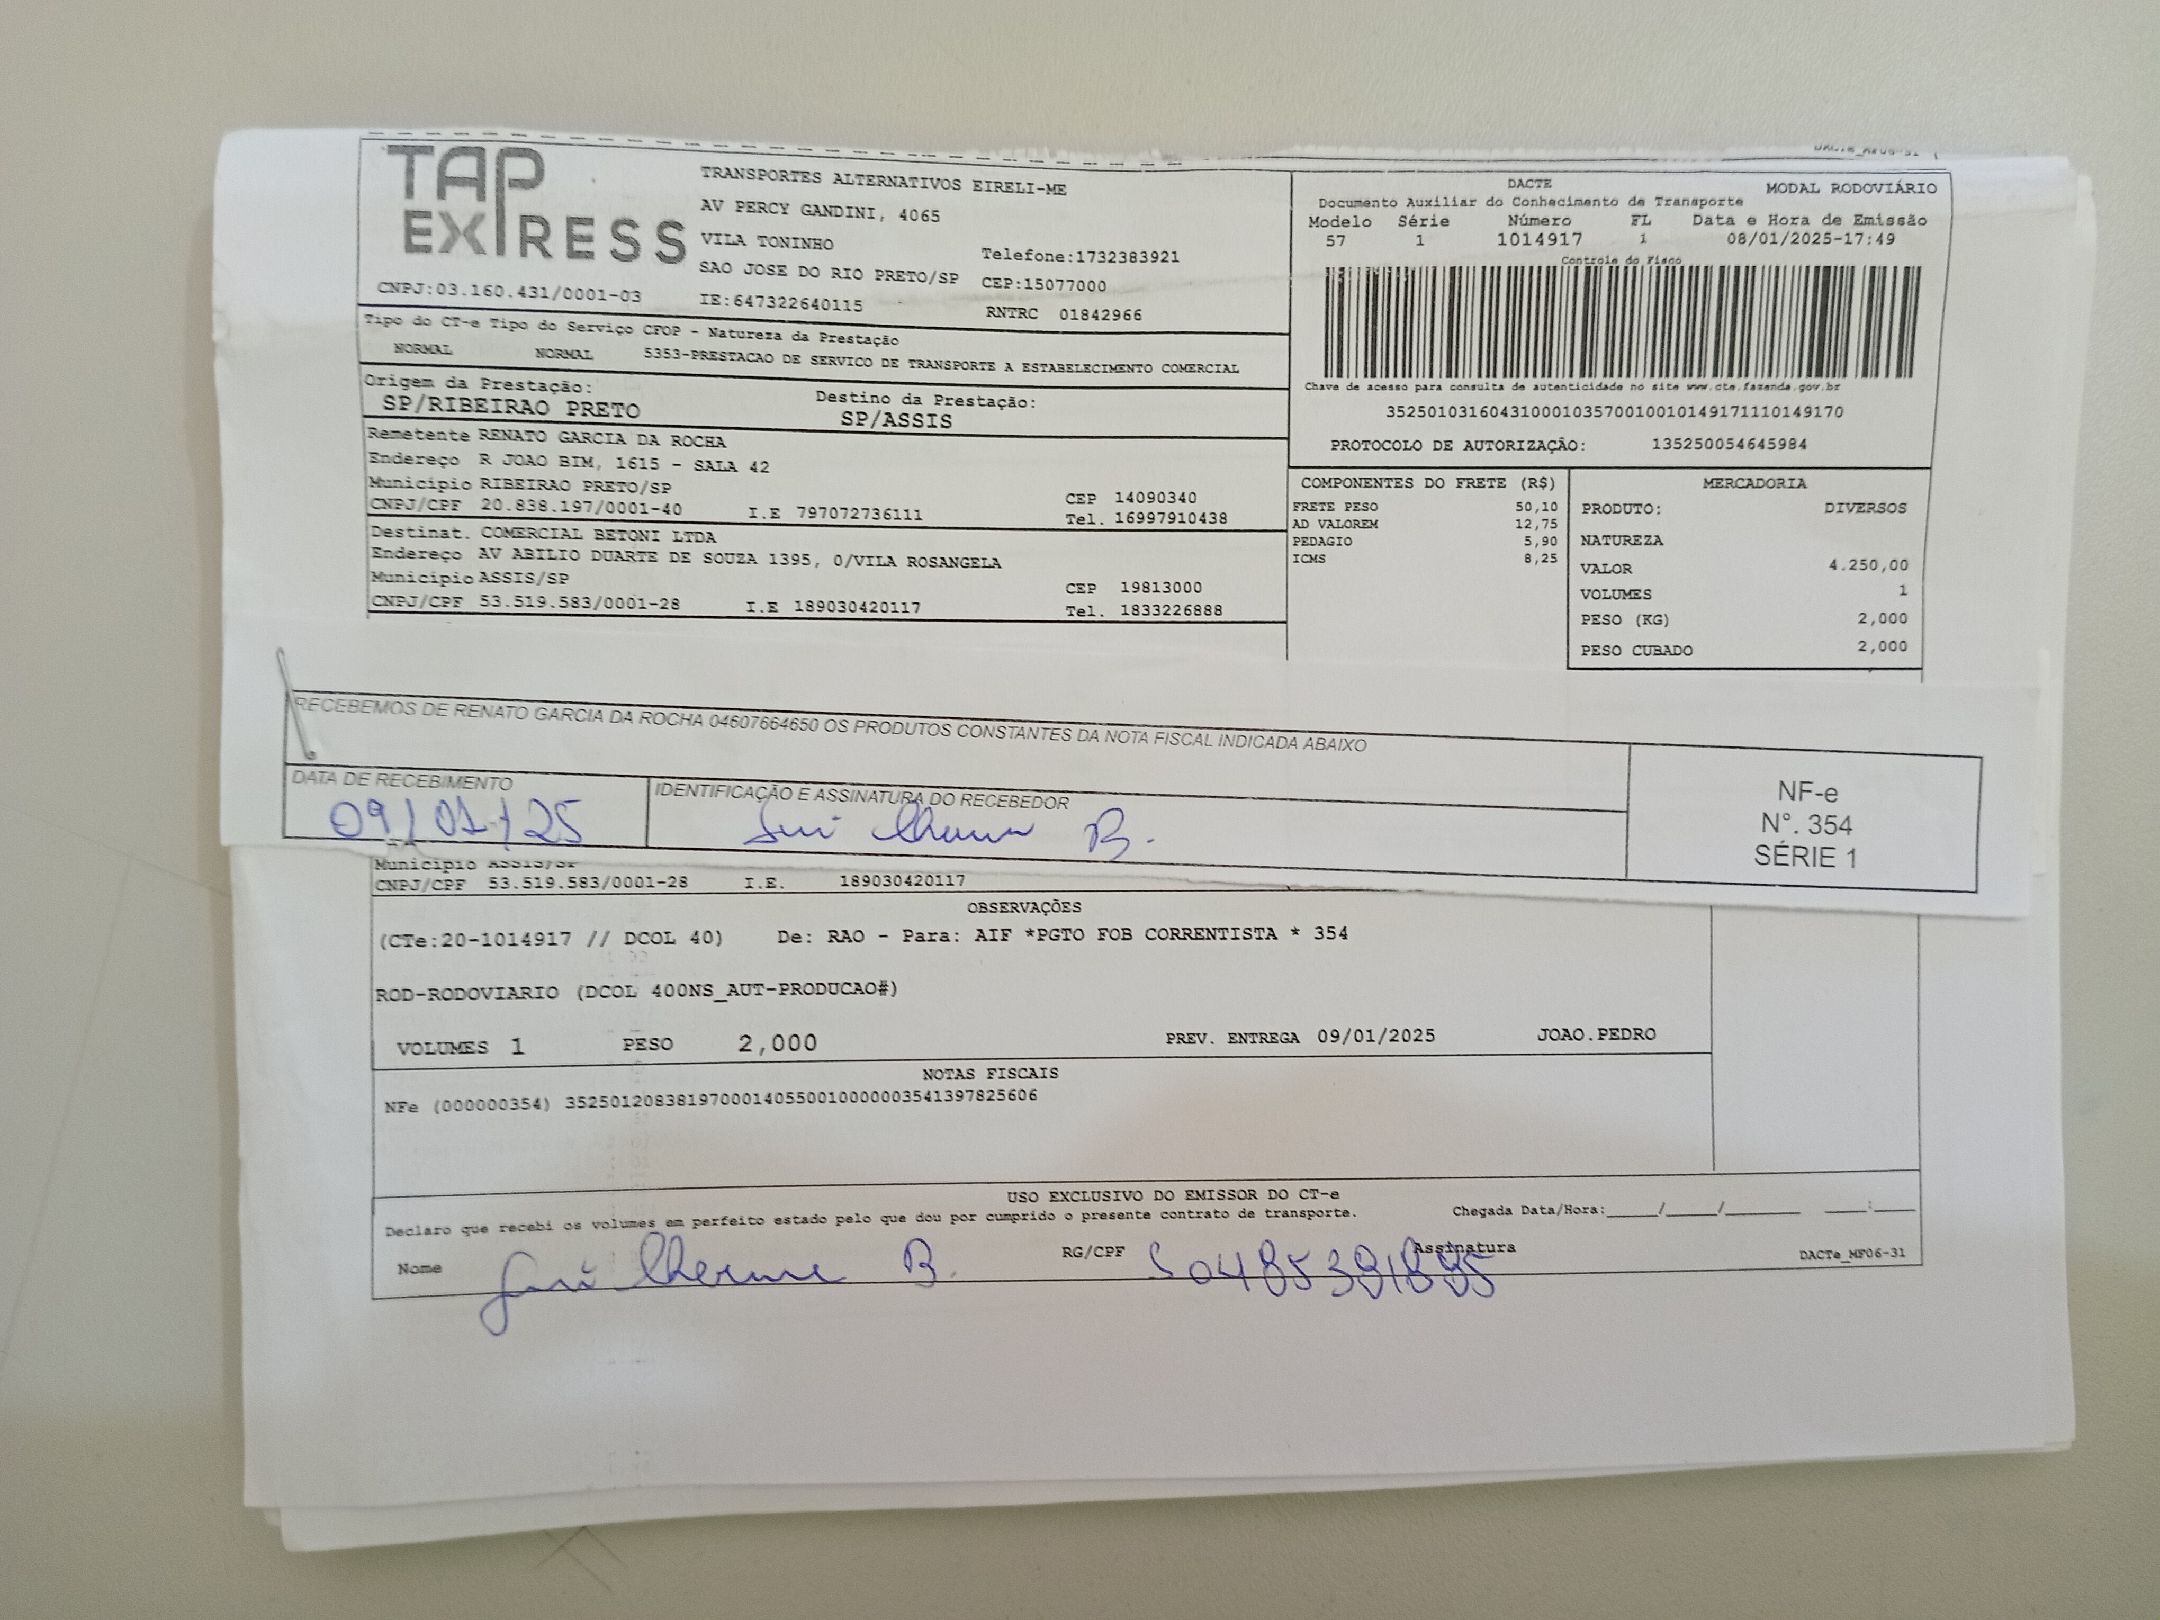 TAP
EXPRESS
CNPJ:03.160.431/0001-03
TRANSPORTES ALTERNATIVOS EIRELI-ME
AV PERCY GANDINI, 4065
VILA TONINHO
Telefone:1732383921
SAO JOSE DO RIO PRETO/SP CEP:15077000
IE:647322640115 RNTRC 01842966
DACTE MODAL RODOVIÁRIO
Documento Auxiliar do Conhecimento de Transporte
Modelo Série Número FL Data e Hora de Emissão
57 1 1014917 1 08/01/2025-17:49
Controle do Fisco
Chave de acesso para consulta de autenticidade no site www.cte.fazenda.gov.br
35250103160431000103570010010149171110149170
PROTOCOLO DE AUTORIZAÇÃO: 135250054645984
Tipo do CT-e Tipo do Serviço CFOP - Natureza da Prestação
NORMAL NORMAL 5353-PRESTACAO DE SERVICO DE TRANSPORTE A ESTABELECIMENTO COMERCIAL
Origem da Prestação: Destino da Prestação:
SP/RIBEIRAO PRETO SP/ASSIS
Remetente RENATO GARCIA DA ROCHA
Endereço R JOAO BIM, 1615 - SALA 42
Município RIBEIRAO PRETO/SP CEP 14090340
CNPJ/CPF 20.838.197/0001-40 I.E 797072736111 Tel. 16997910438
Destinat. COMERCIAL BETONI LTDA
Endereço AV ABILIO DUARTE DE SOUZA 1395, 0/VILA ROSANGELA
Município ASSIS/SP CEP 19813000
CNPJ/CPF 53.519.583/0001-28 I.E 189030420117 Tel. 1833226888
COMPONENTES DO FRETE (R$)
FRETE PESO 50,10
AD VALOREM 12,75
PEDAGIO 5,90
ICMS 8,25
MERCADORIA
PRODUTO: DIVERSOS
NATUREZA
VALOR 4.250,00
VOLUMES 1
PESO (KG) 2,000
PESO CUBADO 2,000
RECEBEMOS DE RENATO GARCIA DA ROCHA 04607664650 OS PRODUTOS CONSTANTES DA NOTA FISCAL INDICADA ABAIXO
DATA DE RECEBIMENTO IDENTIFICAÇÃO E ASSINATURA DO RECEBEDOR
09/01/25 Guilherme B.
NF-e
N°. 354
SÉRIE 1
Município ASSIS/SP
CNPJ/CPF 53.519.583/0001-28 I.E. 189030420117
OBSERVAÇÕES
(CTe:20-1014917 // DCOL 40) De: RAO - Para: AIF *PGTO FOB CORRENTISTA * 354
ROD-RODOVIARIO (DCOL 400NS_AUT-PRODUCAO#)
VOLUMES 1 PESO 2,000 PREV. ENTREGA 09/01/2025 JOAO.PEDRO
NOTAS FISCAIS
NFe (000000354) 35250120838197000140550010000003541397825606
USO EXCLUSIVO DO EMISSOR DO CT-e
Declaro que recebi os volumes em perfeito estado pelo que dou por cumprido o presente contrato de transporte. Chegada Data/Hora:_____/_____/_______ ____:____
Nome Guilherme B. RG/CPF Assinatura DACTe_MF06-31